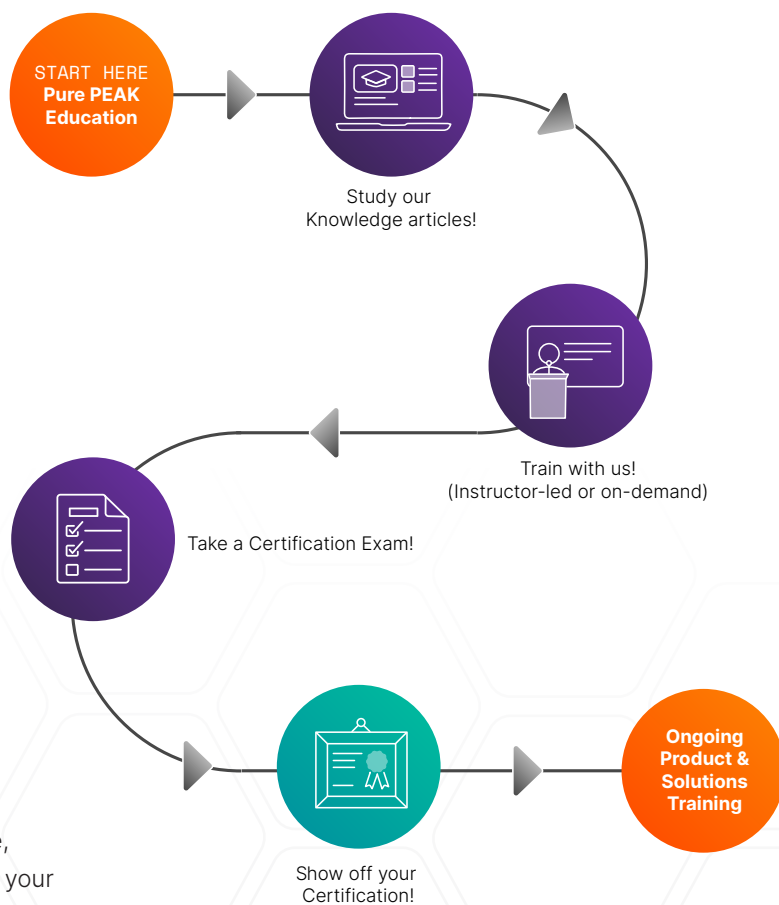 START HERE
Pure PEAK
Education
Study our
Knowledge articles!
Train with us!
(Instructor-led or on-demand)
Take a Certification Exam!
Ongoing
Product &
Solutions
Training
Show off your
Certification!
your